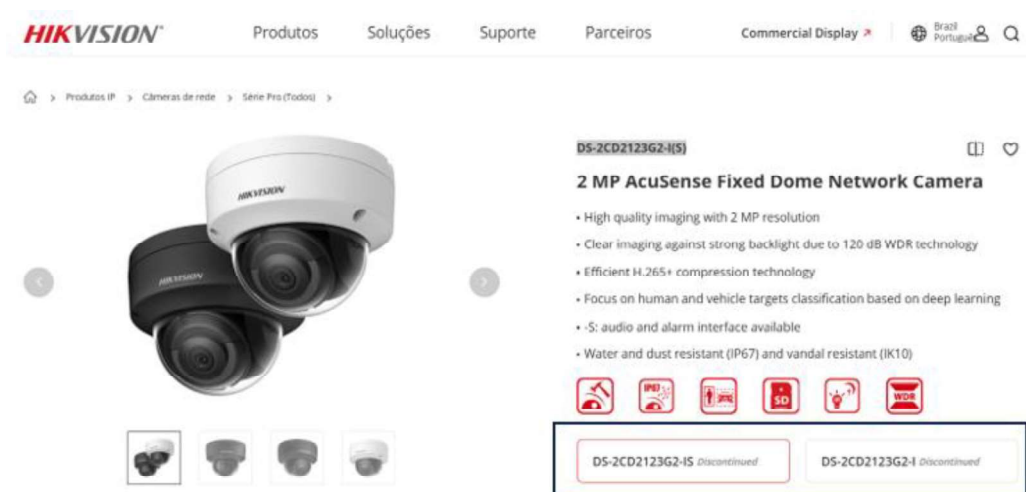 HIKVISION
Produtos Soluções Suporte Parceiros Commercial Display Brazil
Português
Produtos IP > Câmeras de rede > Série Pro (Todos) >
DS-2CD2123G2-I(S)
2 MP AcuSense Fixed Dome Network Camera
• High quality imaging with 2 MP resolution
• Clear imaging against strong backlight due to 120 dB WDR technology
• Efficient H.265+ compression technology
• Focus on human and vehicle targets classification based on deep learning
• -S: audio and alarm interface available
• Water and dust resistant (IP67) and vandal resistant (IK10)
HIKVISION
HIKVISION
IP67 SD WDR
DS-2CD2123G2-IS Discontinued DS-2CD2123G2-I Discontinued